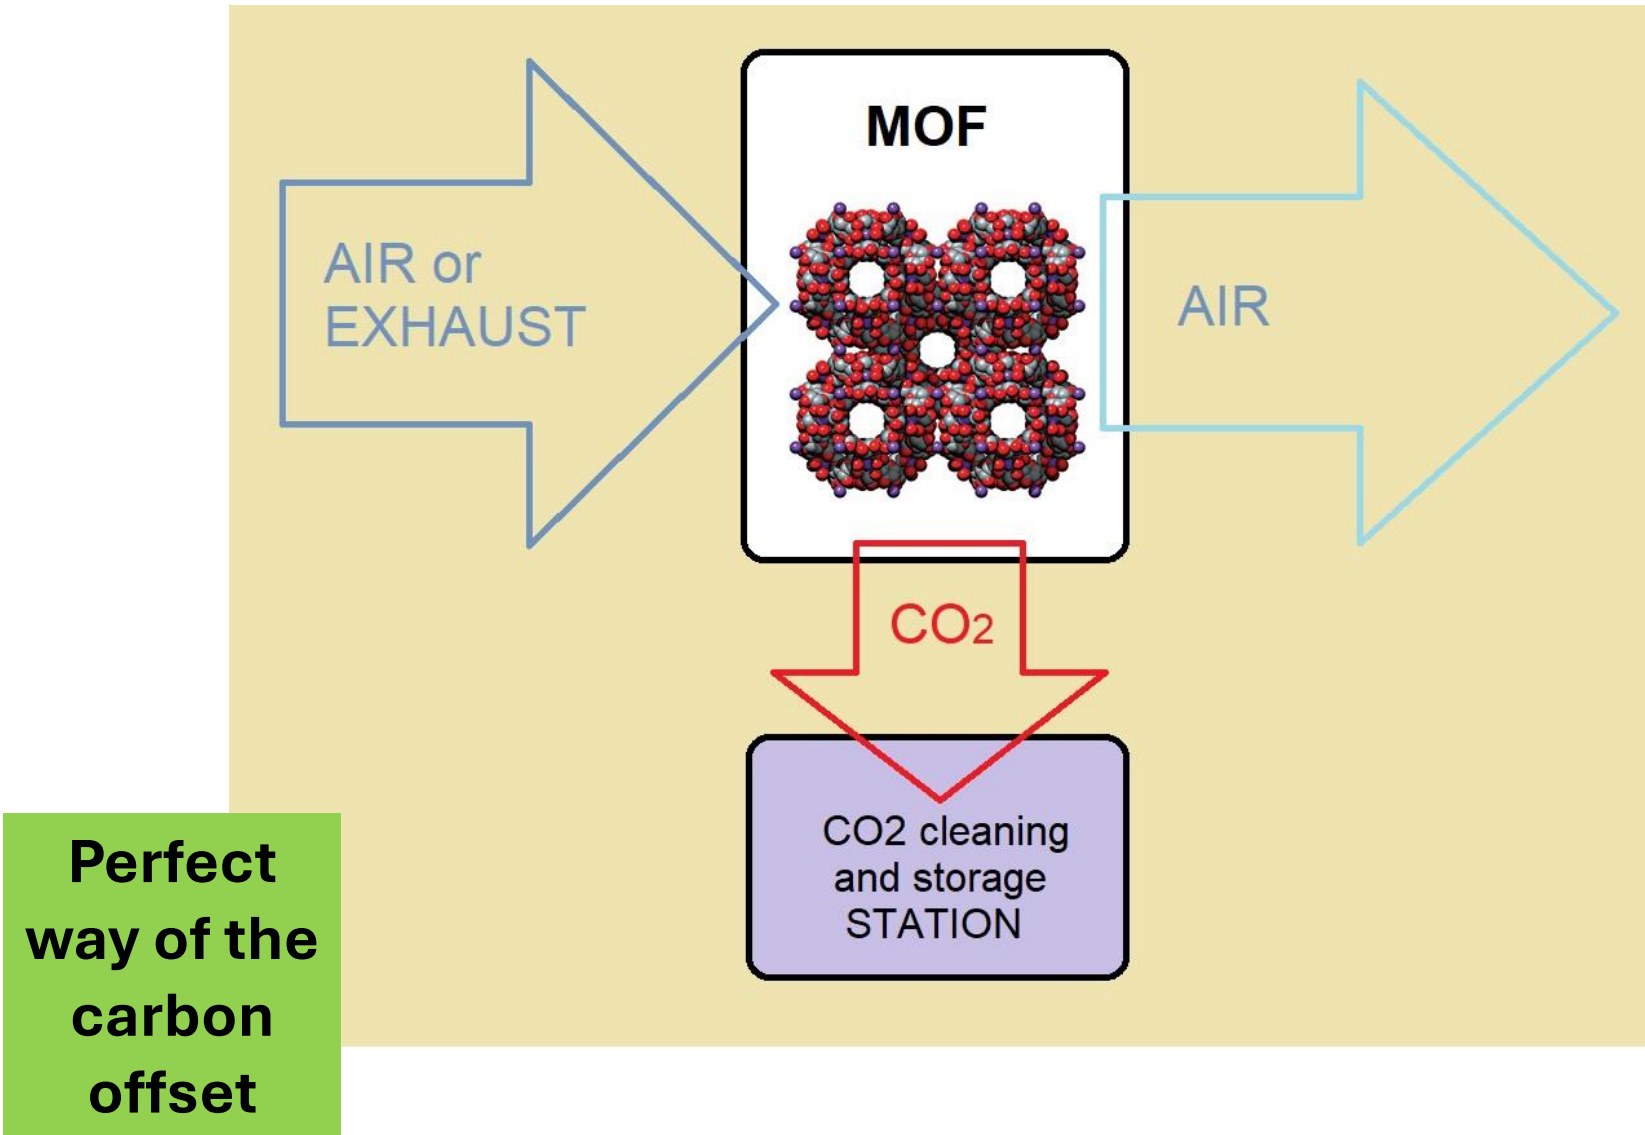 MOF
AIR or
EXHAUST
AIR
CO2
CO2 cleaning
and storage
STATION
Perfect
way of the
carbon
offset